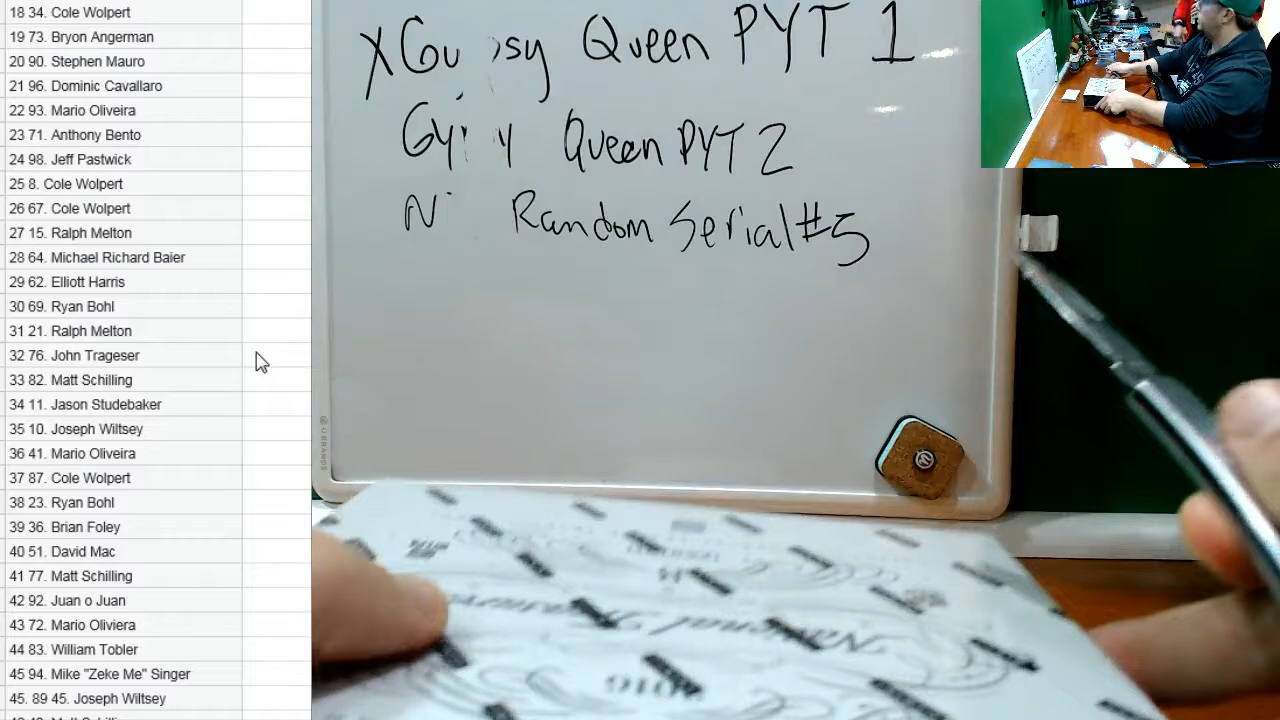 18 34. Cole Wolpert
19 73. Bryon Angerman
20 90. Stephen Mauro
21 96. Dominic Cavallaro
22 93. Mario Oliveira
23 71. Anthony Bento
24 98. Jeff Pastwick
25 8. Cole Wolpert
26 67. Cole Wolpert
27 15. Ralph Melton
28 64. Michael Richard Baier
29 62. Elliott Harris
30 69. Ryan Bohl
31 21. Ralph Melton
32 76. John Trageser
33 82. Matt Schilling
34 11. Jason Studebaker
35 10. Joseph Wiltsey
36 41. Mario Oliveira
37 87. Cole Wolpert
38 23. Ryan Bohl
39 36. Brian Foley
40 51. David Mac
41 77. Matt Schilling
42 92. Juan o Juan
43 72. Mario Oliviera
44 83. William Tobler
45 94. Mike "Zeke Me" Singer
45. 89 45. Joseph Wiltsey
X Queen PYT 1
Queen PYT 2
Random Serial #5
National
2016